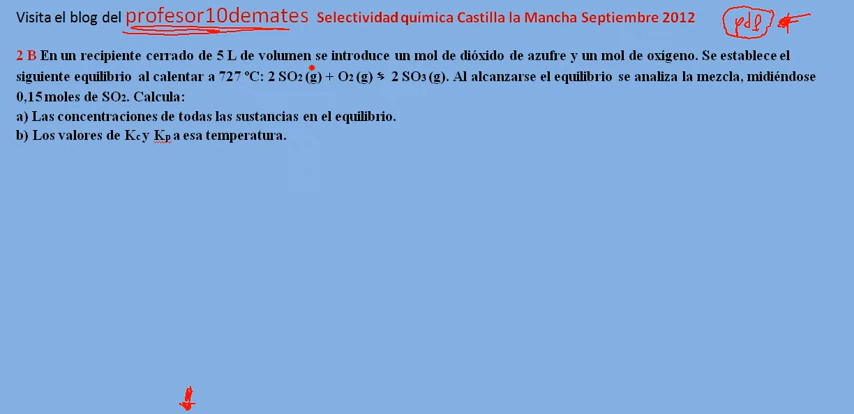 Visita el blog del profesor10demates Selectividad química Castilla la Mancha Septiembre 2012 pdf
2 B En un recipiente cerrado de 5 L de volumen se introduce un mol de dióxido de azufre y un mol de oxígeno. Se establece el
siguiente equilibrio al calentar a 727 ºC: 2 SO₂ (g) + O₂ (g) ⇆ 2 SO₃ (g). Al alcanzarse el equilibrio se analiza la mezcla, midiéndose
0,15 moles de SO₂. Calcula:
a) Las concentraciones de todas las sustancias en el equilibrio.
b) Los valores de Kc y Kp a esa temperatura.